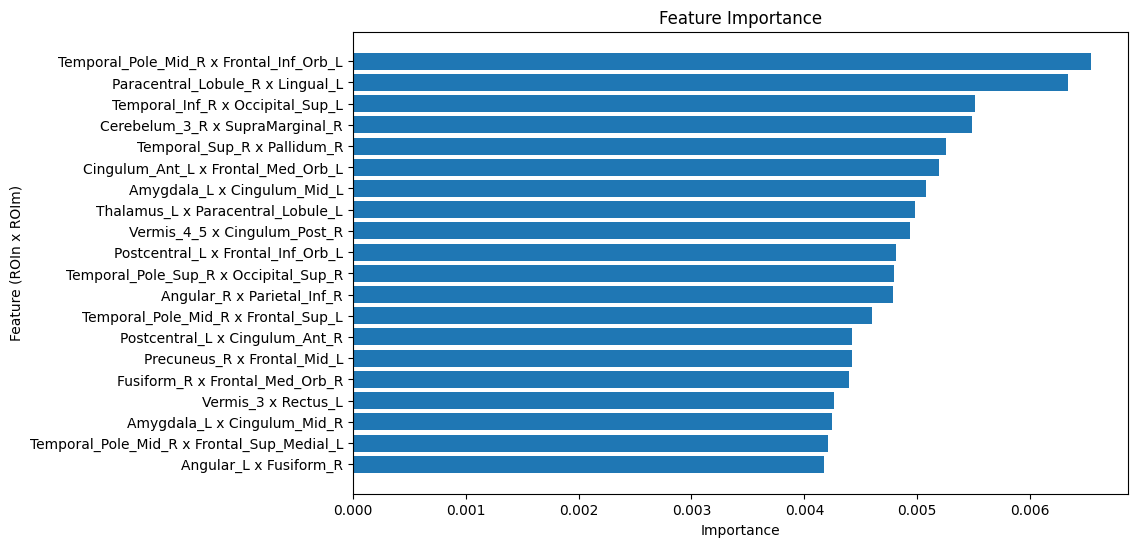 Feature Importance
Temporal_Pole_Mid_R x Frontal_Inf_Orb_L
Paracentral_Lobule_R x Lingual_L
Temporal_Inf_R x Occipital_Sup_L
Cerebelum_3_R x SupraMarginal_R
Temporal_Sup_R x Pallidum_R
Cingulum_Ant_L x Frontal_Med_Orb_L
Amygdala_L x Cingulum_Mid_L
Thalamus_L x Paracentral_Lobule_L
Vermis_4_5 x Cingulum_Post_R
Postcentral_L x Frontal_Inf_Orb_L
Temporal_Pole_Sup_R x Occipital_Sup_R
Angular_R x Parietal_Inf_R
Temporal_Pole_Mid_R x Frontal_Sup_L
Postcentral_L x Cingulum_Ant_R
Precuneus_R x Frontal_Mid_L
Fusiform_R x Frontal_Med_Orb_R
Vermis_3 x Rectus_L
Amygdala_L x Cingulum_Mid_R
Temporal_Pole_Mid_R x Frontal_Sup_Medial_L
Angular_L x Fusiform_R
Feature (ROIn x ROIm)
0.000 0.001 0.002 0.003 0.004 0.005 0.006
Importance